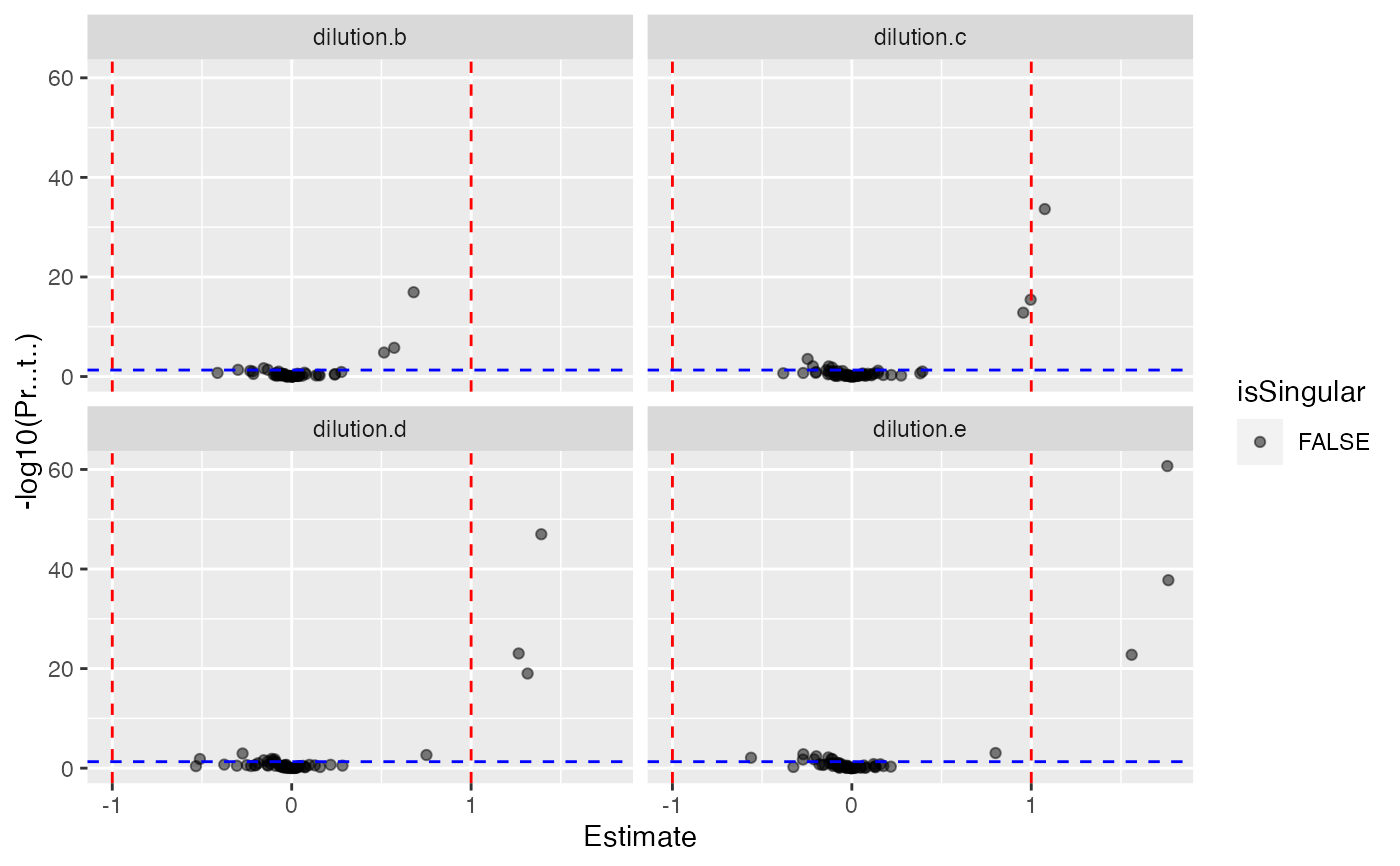 dilution.b
dilution.c
60
40
20
0
dilution.d
dilution.e
60
40
20
0
-1
0
1
-1
0
1
Estimate
-log10(Pr...t..)
isSingular
FALSE